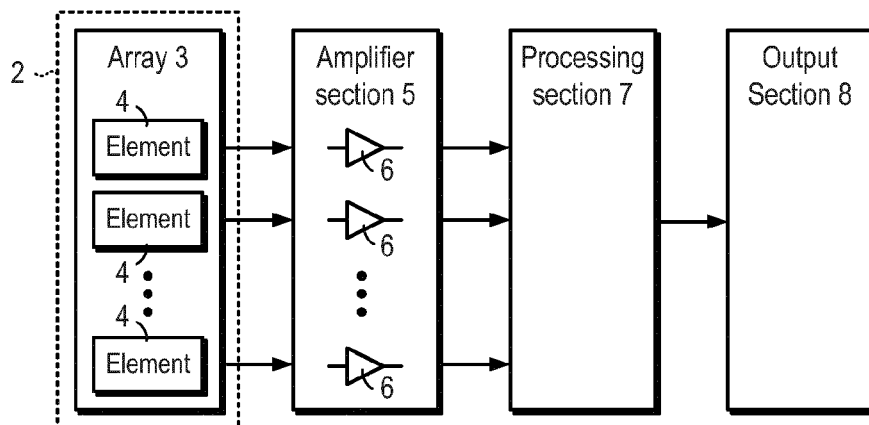 2
Array 3
4
Element
Element
4
4
Element
Amplifier
section 5
6
6
6
Processing
section 7
Output
Section 8